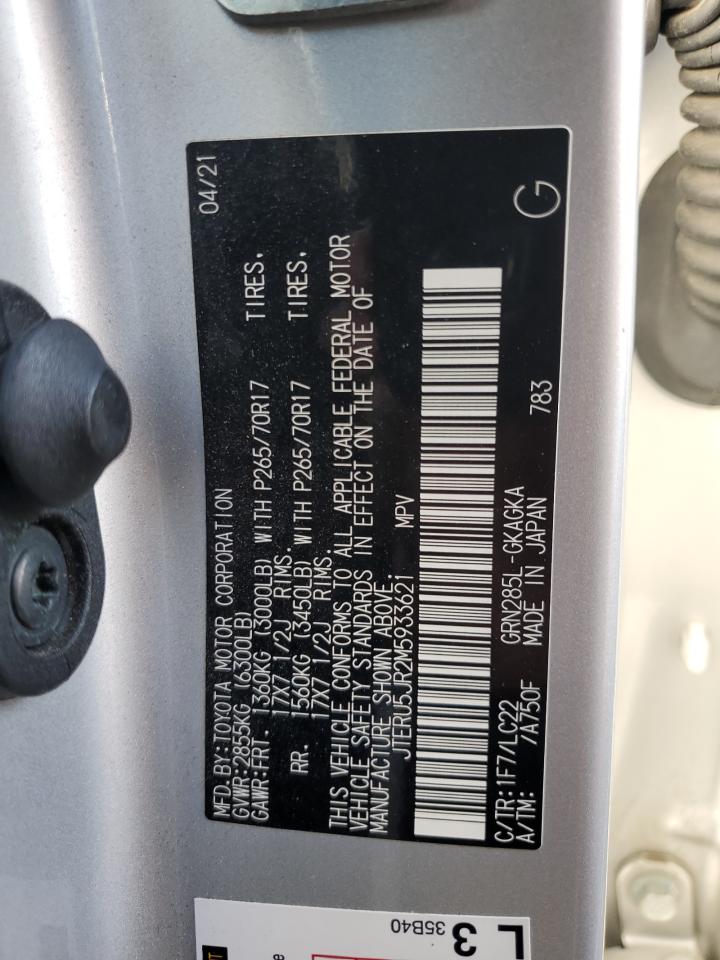 MFD.BY:TOYOTA MOTOR CORPORATION 04/21
GVWR:2855KG (6300LB)
GAWR:FRT. 1360KG (3000LB) WITH P265/70R17 TIRES,
17X7 1/2J RIMS.
RR. 1560KG (3450LB) WITH P265/70R17 TIRES,
17X7 1/2J RIMS.
THIS VEHICLE CONFORMS TO ALL APPLICABLE FEDERAL MOTOR
VEHICLE SAFETY STANDARDS IN EFFECT ON THE DATE OF
MANUFACTURE SHOWN ABOVE.
JTERU5JR2M5933621 MPV
C/TR:1F7/LC22 GRN285L-GKAGKA 783
A/TM: /A750F MADE IN JAPAN
G
L
3
35B40